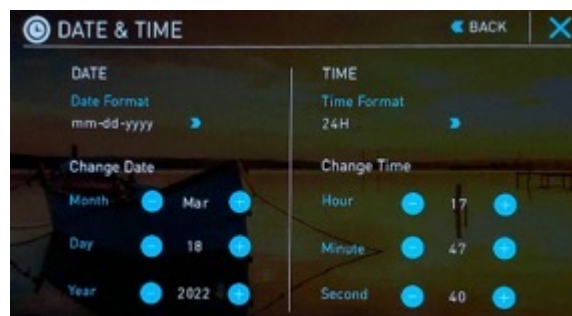 DATE & TIME
BACK
DATE
Date Format
mm-dd-yyyy
Change Date
Month - Mar +
Day - 18 +
Year - 2022 +
TIME
Time Format
24H
Change Time
Hour - 17 +
Minute - 47 +
Second - 40 +